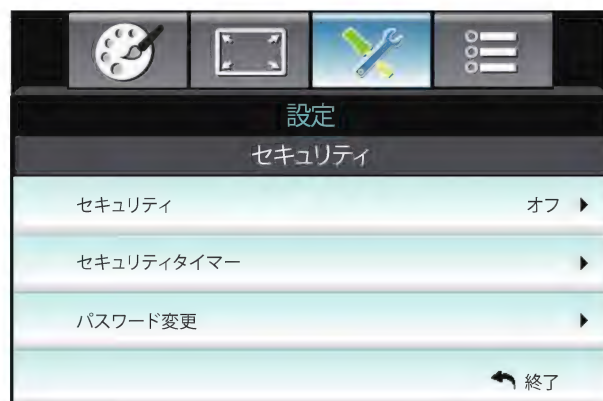 設定
セキュリティ
セキュリティ オフ
セキュリティタイマー
パスワード変更
終了